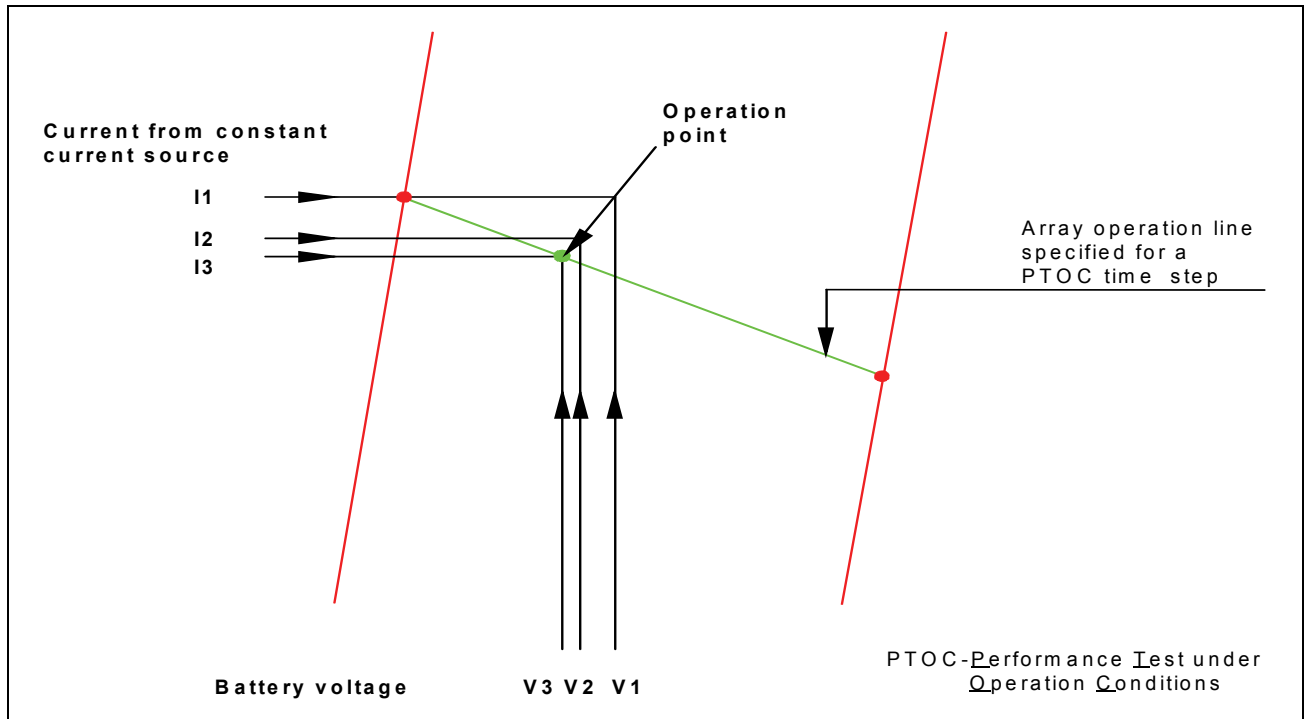 Operation
point
Current from constant
current source
I1
I2
I3
Array operation line
specified for a
PTOC time step
Battery voltage
V3 V2 V1
PTOC-Performance Test under
Operation Conditions